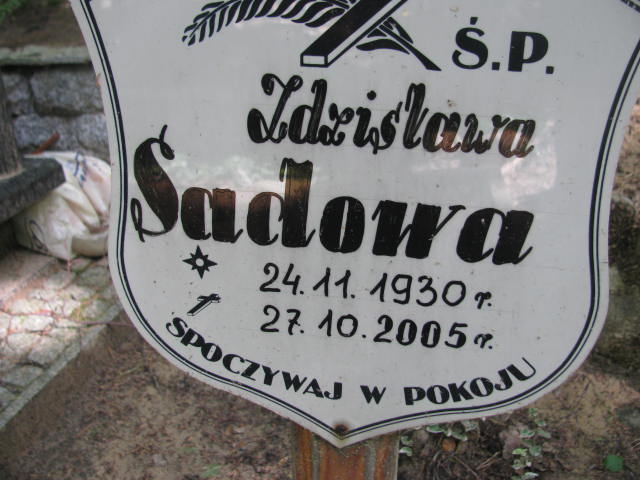 Ś.P.
Zdzisława
Sadowa
24.11.1930 r.
27.10.2005 r.
SPOCZYWAJ W POKOJU